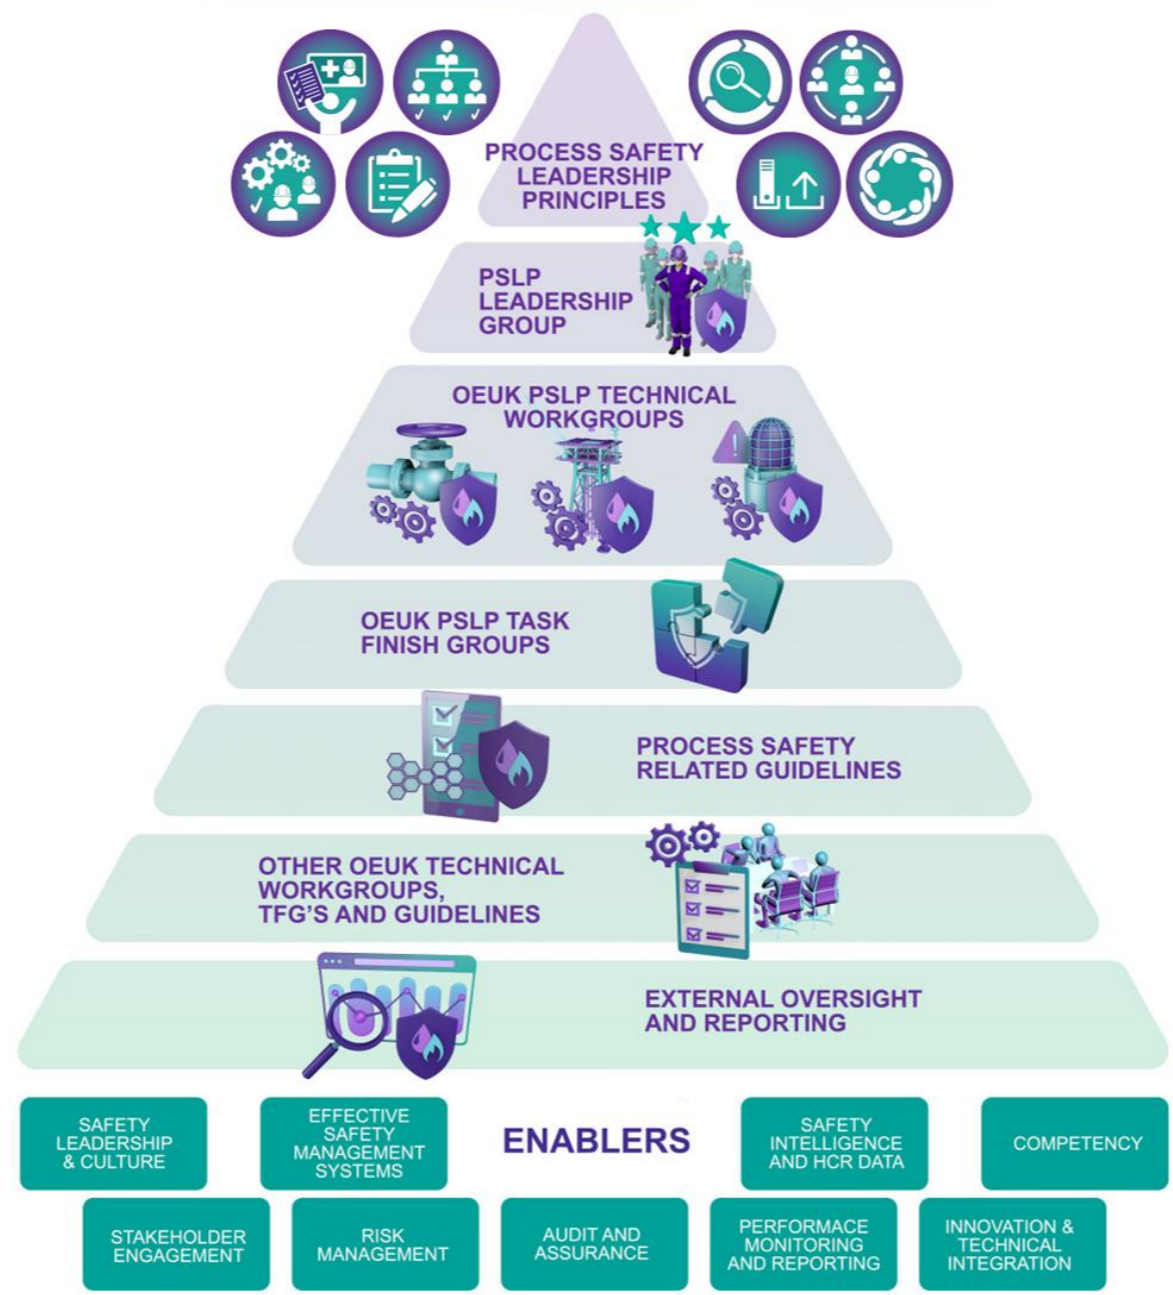 PROCESS SAFETY
LEADERSHIP
PRINCIPLES
PSLP
LEADERSHIP
GROUP
OEUK PSLP TECHNICAL
WORKGROUPS
OEUK PSLP TASK
FINISH GROUPS
PROCESS SAFETY
RELATED GUIDELINES
OTHER OEUK TECHNICAL
WORKGROUPS,
TFG'S AND GUIDELINES
EXTERNAL OVERSIGHT
AND REPORTING
SAFETY
LEADERSHIP
& CULTURE
EFFECTIVE
SAFETY
MANAGEMENT
SYSTEMS
ENABLERS
SAFETY
INTELLIGENCE
AND HCR DATA
COMPETENCY
STAKEHOLDER
ENGAGEMENT
RISK
MANAGEMENT
AUDIT AND
ASSURANCE
PERFORMACE
MONITORING
AND REPORTING
INNOVATION &
TECHNICAL
INTEGRATION